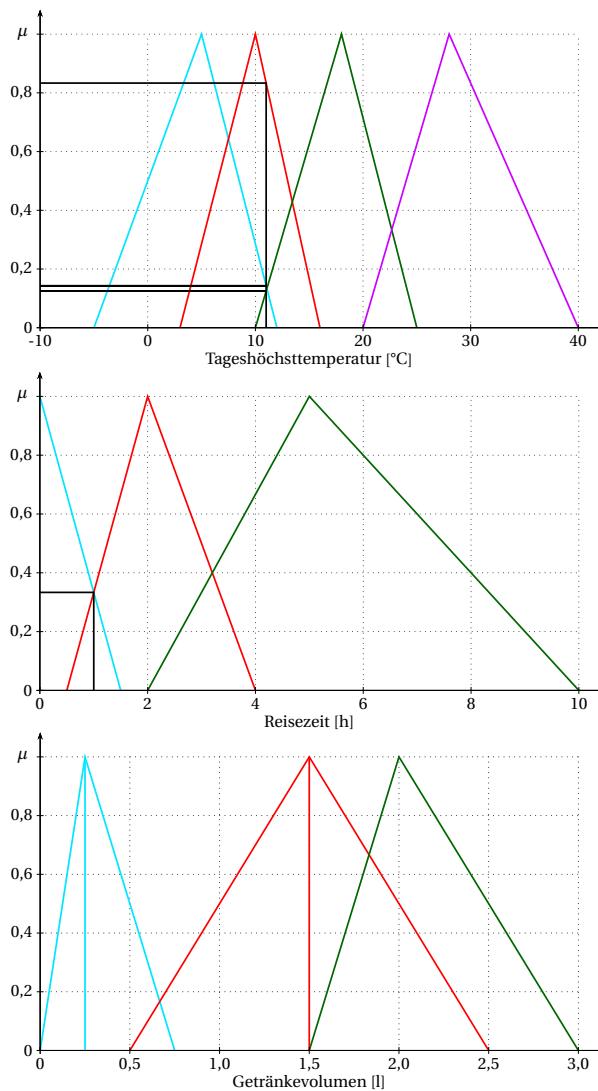 μ
0,8
0,6
0,4
0,2
0
-10 0 10 20 30 40
Tageshöchsttemperatur [°C]
μ
0,8
0,6
0,4
0,2
0
0 2 4 6 8 10
Reisezeit [h]
μ
0,8
0,6
0,4
0,2
0
0 0,5 1,0 1,5 2,0 2,5 3,0
Getränkevolumen [l]